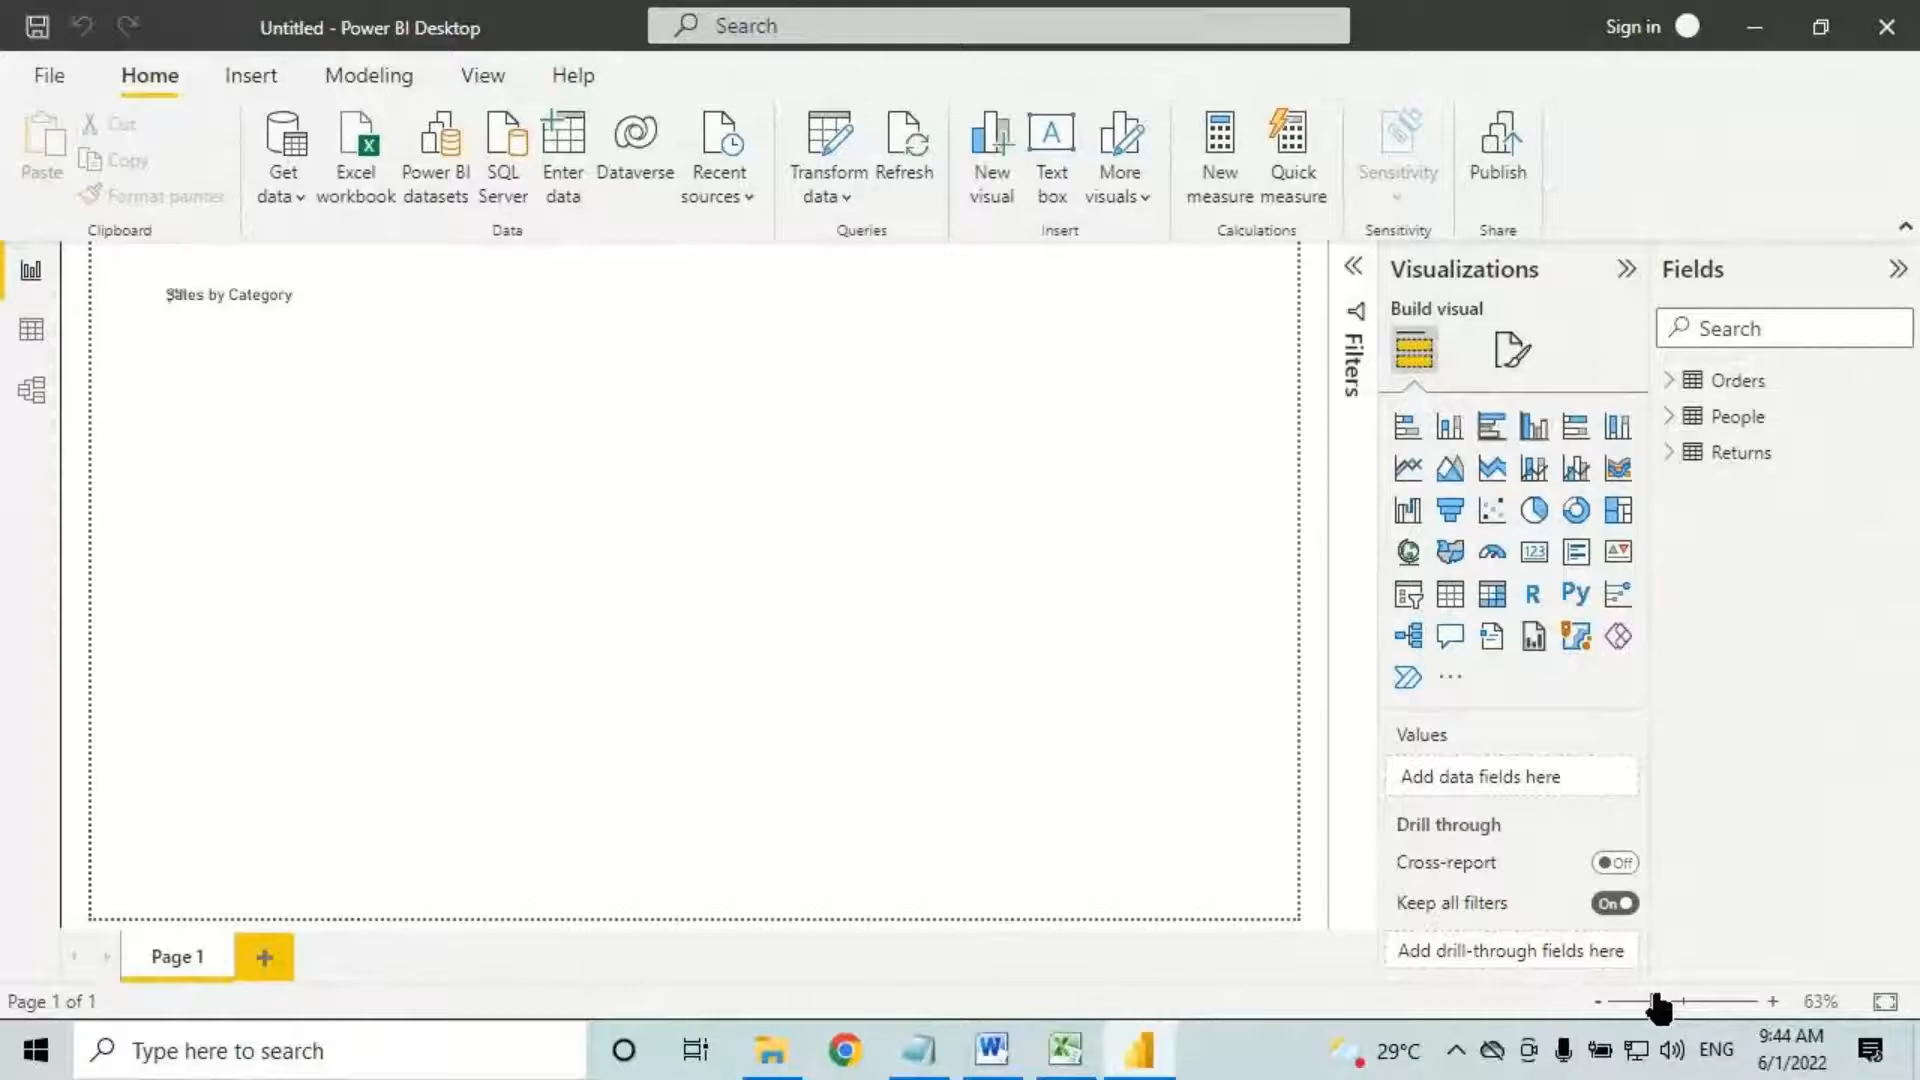 Untitled - Power BI Desktop
Search
Sign in
File
Home
Insert
Modeling
View
Help
Paste
Cut
Copy
Format painter
Clipboard
Get data
Excel workbook
Power BI datasets
SQL Server
Enter data
Dataverse
Recent sources
Data
Transform data
Refresh
Queries
New visual
Text box
More visuals
Insert
New measure
Quick measure
Calculations
Sensitivity
Sensitivity
Publish
Share
by Category
Filters
Visualizations
Build visual
123
R
Py
Values
Add data fields here
Drill through
Cross-report
Off
Keep all filters
On
Add drill-through fields here
Fields
Search
Orders
People
Returns
Page 1
Page 1 of 1
63%
Type here to search
29°C
ENG
9:44 AM
6/1/2022